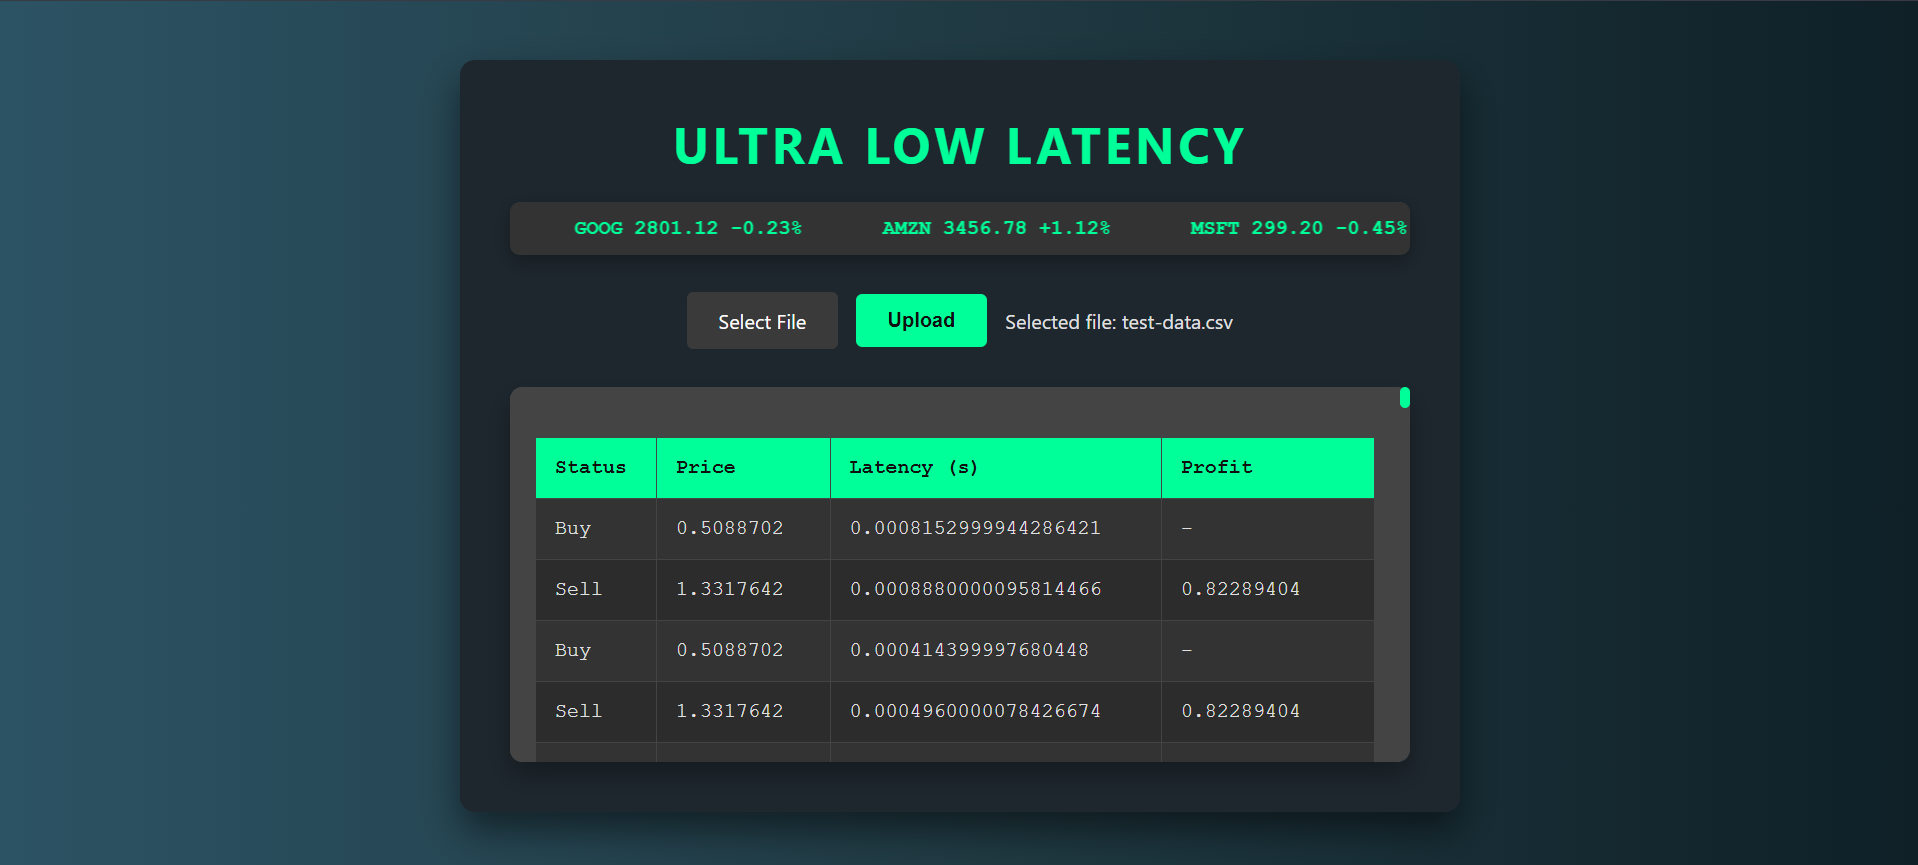 ULTRA LOW LATENCY
GOOG 2801.12 -0.23% AMZN 3456.78 +1.12% MSFT 299.20 -0.45%
Select File Upload Selected file: test-data.csv
Status Price Latency (s) Profit
Buy 0.5088702 0.0008152999944286421 -
Sell 1.3317642 0.0008880000095814466 0.82289404
Buy 0.5088702 0.000414399997680448 -
Sell 1.3317642 0.0004960000078426674 0.82289404